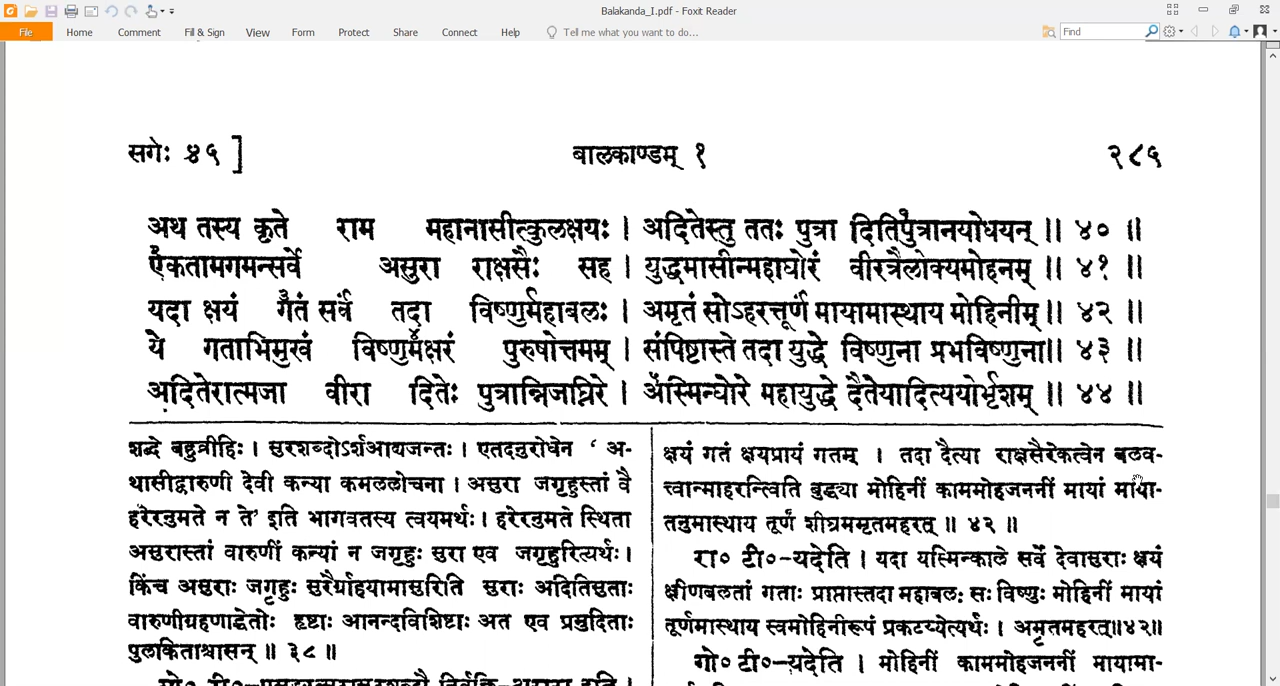 Balakanda_I.pdf - Foxit Reader
File Home Comment Fill & Sign View Form Protect Share Connect Help Tell me what you want to do... Find
सर्गः ४५ ] बालकाण्डम् १ २८५
अथ तस्य कृते राम महानासीत्कुलक्षयः । अदितेस्तु ततः पुत्रा दितिपुत्रानयोधयन् ॥ ४० ॥
एकतामगमन्सर्वे असुरा राक्षसैः सह । युद्धमासीन्महाघोरं वीरत्रैलोक्यमोहनम् ॥ ४१ ॥
यदा क्षयं गतं सर्वं तदा विष्णुर्महाबलः । अमृतं सोऽहरत्तूर्णं मायामास्थाय मोहिनीम् ॥ ४२ ॥
ये गताभिमुखं विष्णुमक्षरं पुरुषोत्तमम् । संपिष्टास्ते तदा युद्धे विष्णुना प्रभविष्णुना ॥ ४३ ॥
अदितेरात्मजा वीरा दितेः पुत्रान्निजघ्निरे । अस्मिन्घोरे महायुद्धे दैतेयादित्ययोर्भृशम् ॥ ४४ ॥
शब्दे बहुव्रीहिः । सुरशब्दोऽर्शआद्यजन्तः । एतदनुरोधेन ‘ अ-
थासीद्वारुणी देवी कन्या कमललोचना । असुरा जगृहुस्तां वै
हरेरनुमते न ते’ इति भागवतस्य त्वयमर्थः । हरेरनुमते स्थिता
असुरास्तां वारुणीं कन्यां न जगृहुः सुरा एव जगृहुरित्यर्थः ।
किंच असुराः जगृहुः सुरैर्ग्राहयामासुरिति सुराः अदितिसुताः
वारुणीग्रहणाद्धेतोः हृष्टाः आनन्दविशिष्टाः अत एव प्रमुदिताः
पुलकिताश्चासन् ॥ ३८ ॥
क्षयं गतं क्षयप्रायं गतम् । तदा दैत्या राक्षसैरेकत्वेन बलव-
त्त्वान्माहरन्त्विति बुद्ध्या मोहिनीं काममोहजननीं मायां माया-
तनुमास्थाय तूर्णं शीघ्रममृतमहरत् ॥ ४२ ॥
रा० टी०-यदेति । यदा यस्मिन्काले सर्वे देवासुराः क्षयं
क्षीणबलतां गताः प्राप्तास्तदा महाबलः सः विष्णुः मोहिनीं मायां
तूर्णमास्थाय स्वमोहिनीरूपं प्रकटय्येत्यर्थः । अमृतमहरत्॥४२॥
गो० टी०-यदेति । मोहिनीं काममोहजननीं मायामा-